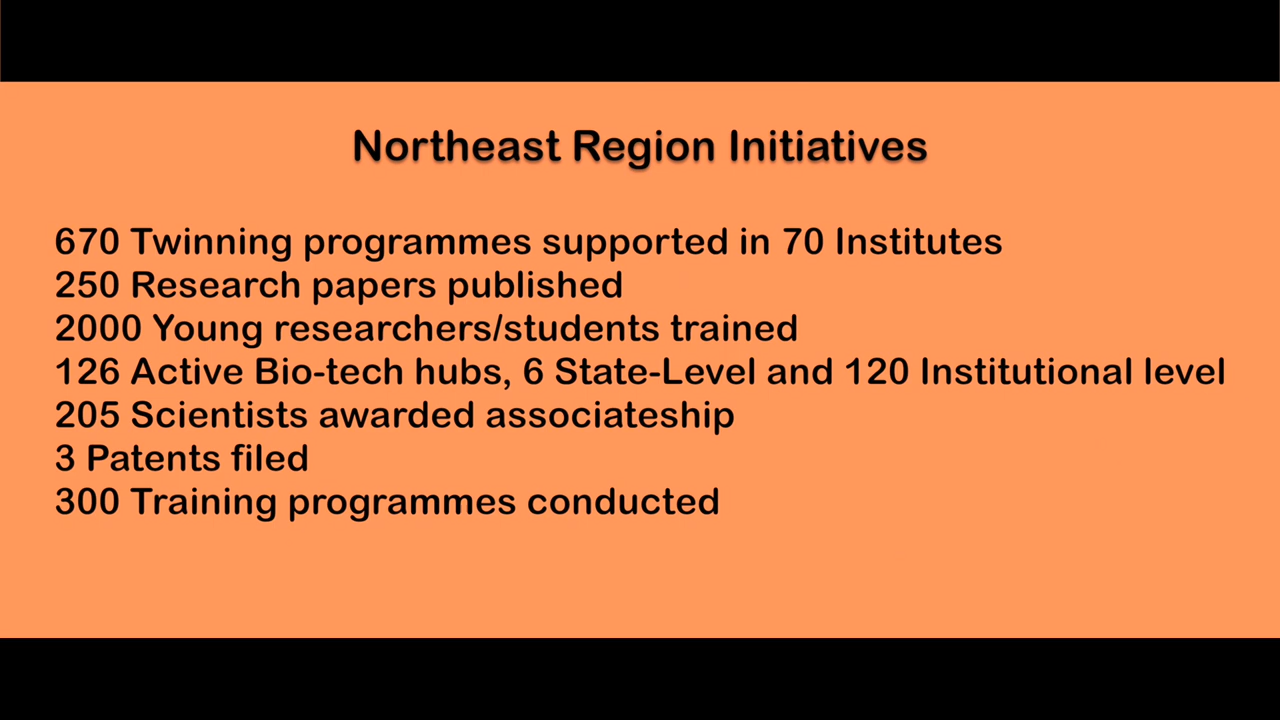 Northeast Region Initiatives
670 Twinning programmes supported in 70 Institutes
250 Research papers published
2000 Young researchers/students trained
126 Active Bio-tech hubs, 6 State-Level and 120 Institutional level
205 Scientists awarded associateship
3 Patents filed
300 Training programmes conducted